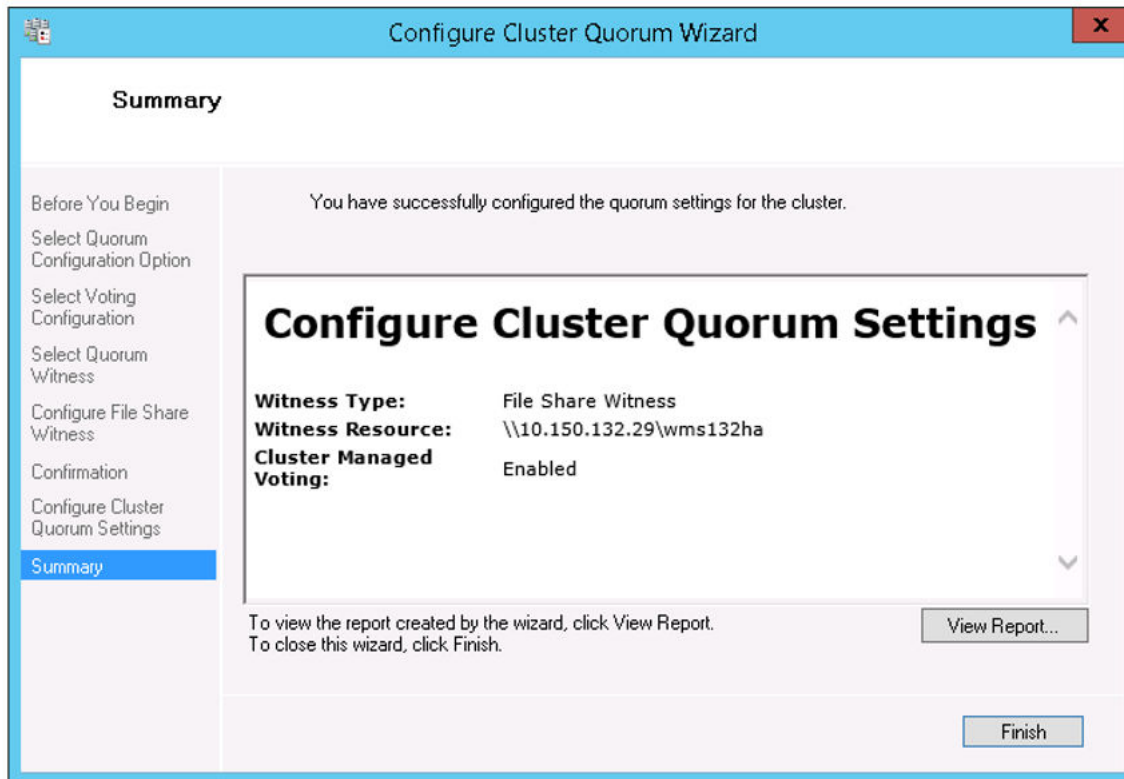 Configure Cluster Quorum Wizard
x
Summary
Before You Begin
Select Quorum
Configuration Option
Select Voting
Configuration
Select Quorum
Witness
Configure File Share
Witness
Confirmation
Configure Cluster
Quorum Settings
Summary
You have successfully configured the quorum settings for the cluster.
Configure Cluster Quorum Settings
Witness Type: File Share Witness
Witness Resource: \\10.150.132.29\wms132ha
Cluster Managed
Voting: Enabled
To view the report created by the wizard, click View Report.
To close this wizard, click Finish.
View Report...
Finish